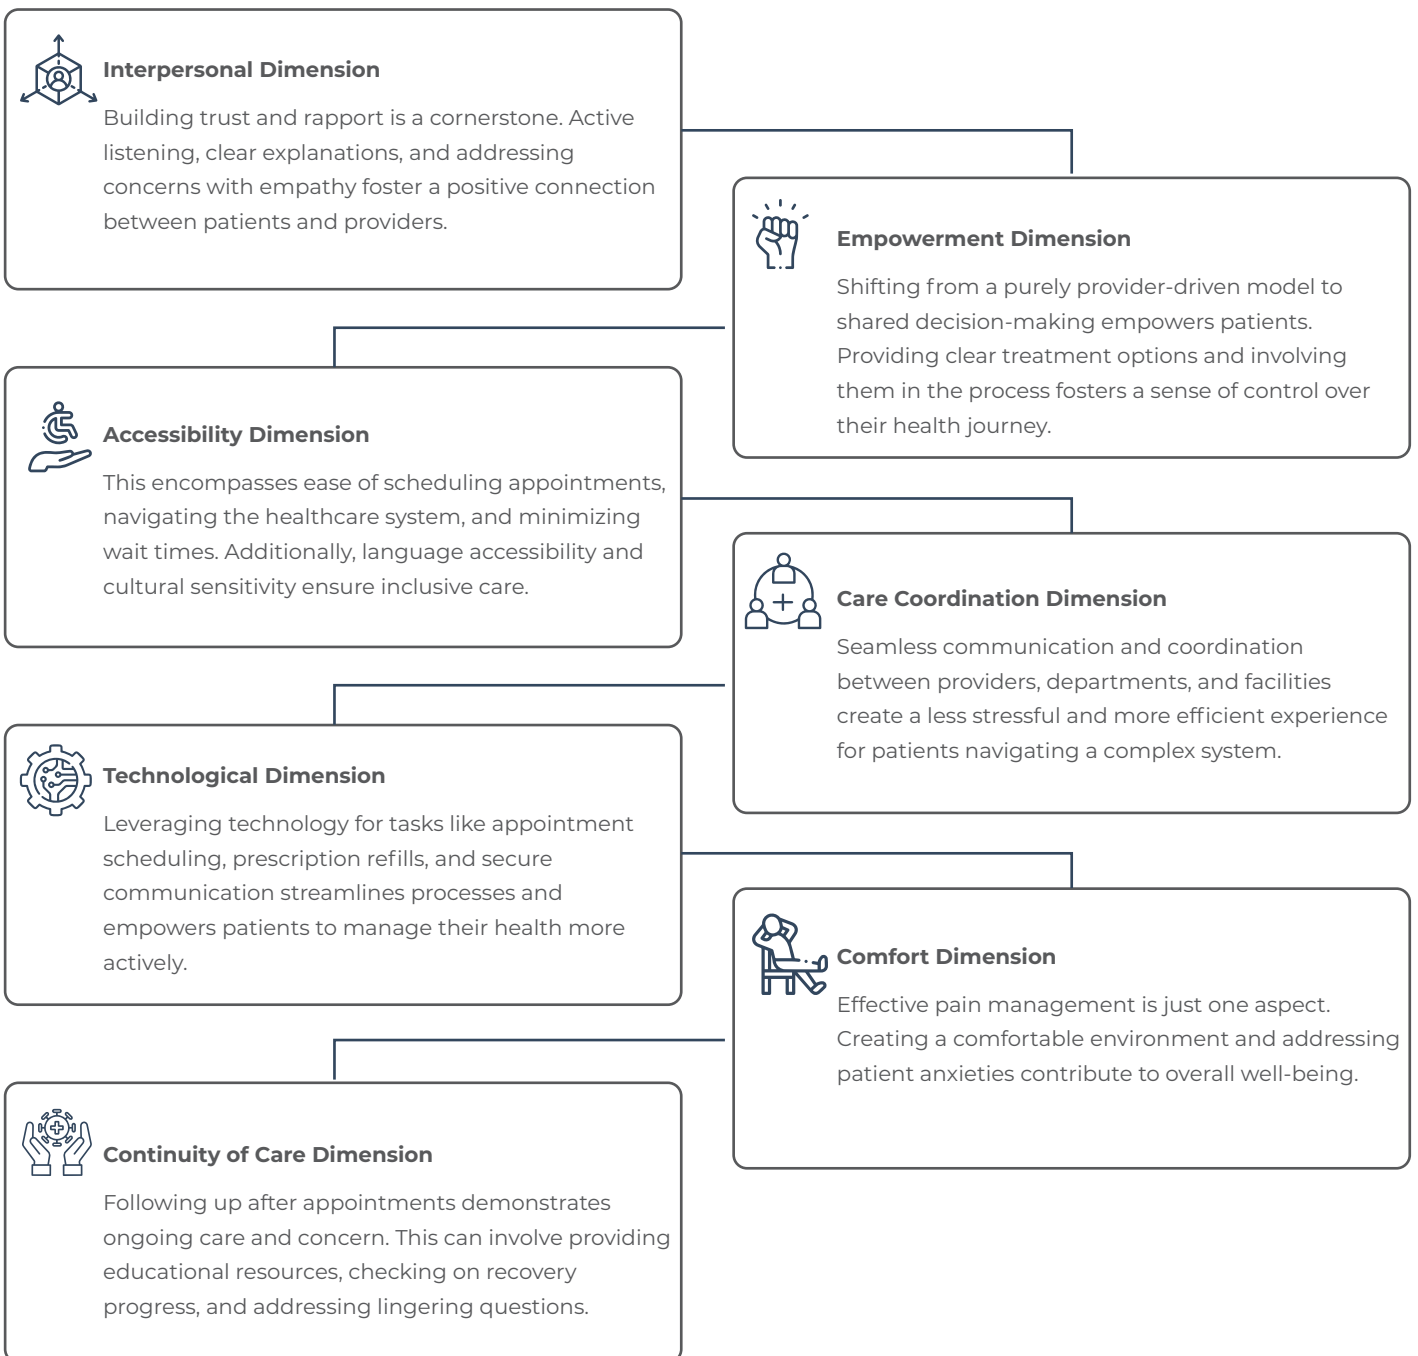 Interpersonal Dimension
Building trust and rapport is a cornerstone. Active
listening, clear explanations, and addressing
concerns with empathy foster a positive connection
between patients and providers.
Empowerment Dimension
Shifting from a purely provider-driven model to
shared decision-making empowers patients.
Providing clear treatment options and involving
them in the process fosters a sense of control over
their health journey.
Accessibility Dimension
This encompasses ease of scheduling appointments,
navigating the healthcare system, and minimizing
wait times. Additionally, language accessibility and
cultural sensitivity ensure inclusive care.
Care Coordination Dimension
Seamless communication and coordination
between providers, departments, and facilities
create a less stressful and more efficient experience
for patients navigating a complex system.
Technological Dimension
Leveraging technology for tasks like appointment
scheduling, prescription refills, and secure
communication streamlines processes and
empowers patients to manage their health more
actively.
Comfort Dimension
Effective pain management is just one aspect.
Creating a comfortable environment and addressing
patient anxieties contribute to overall well-being.
Continuity of Care Dimension
Following up after appointments demonstrates
ongoing care and concern. This can involve providing
educational resources, checking on recovery
progress, and addressing lingering questions.